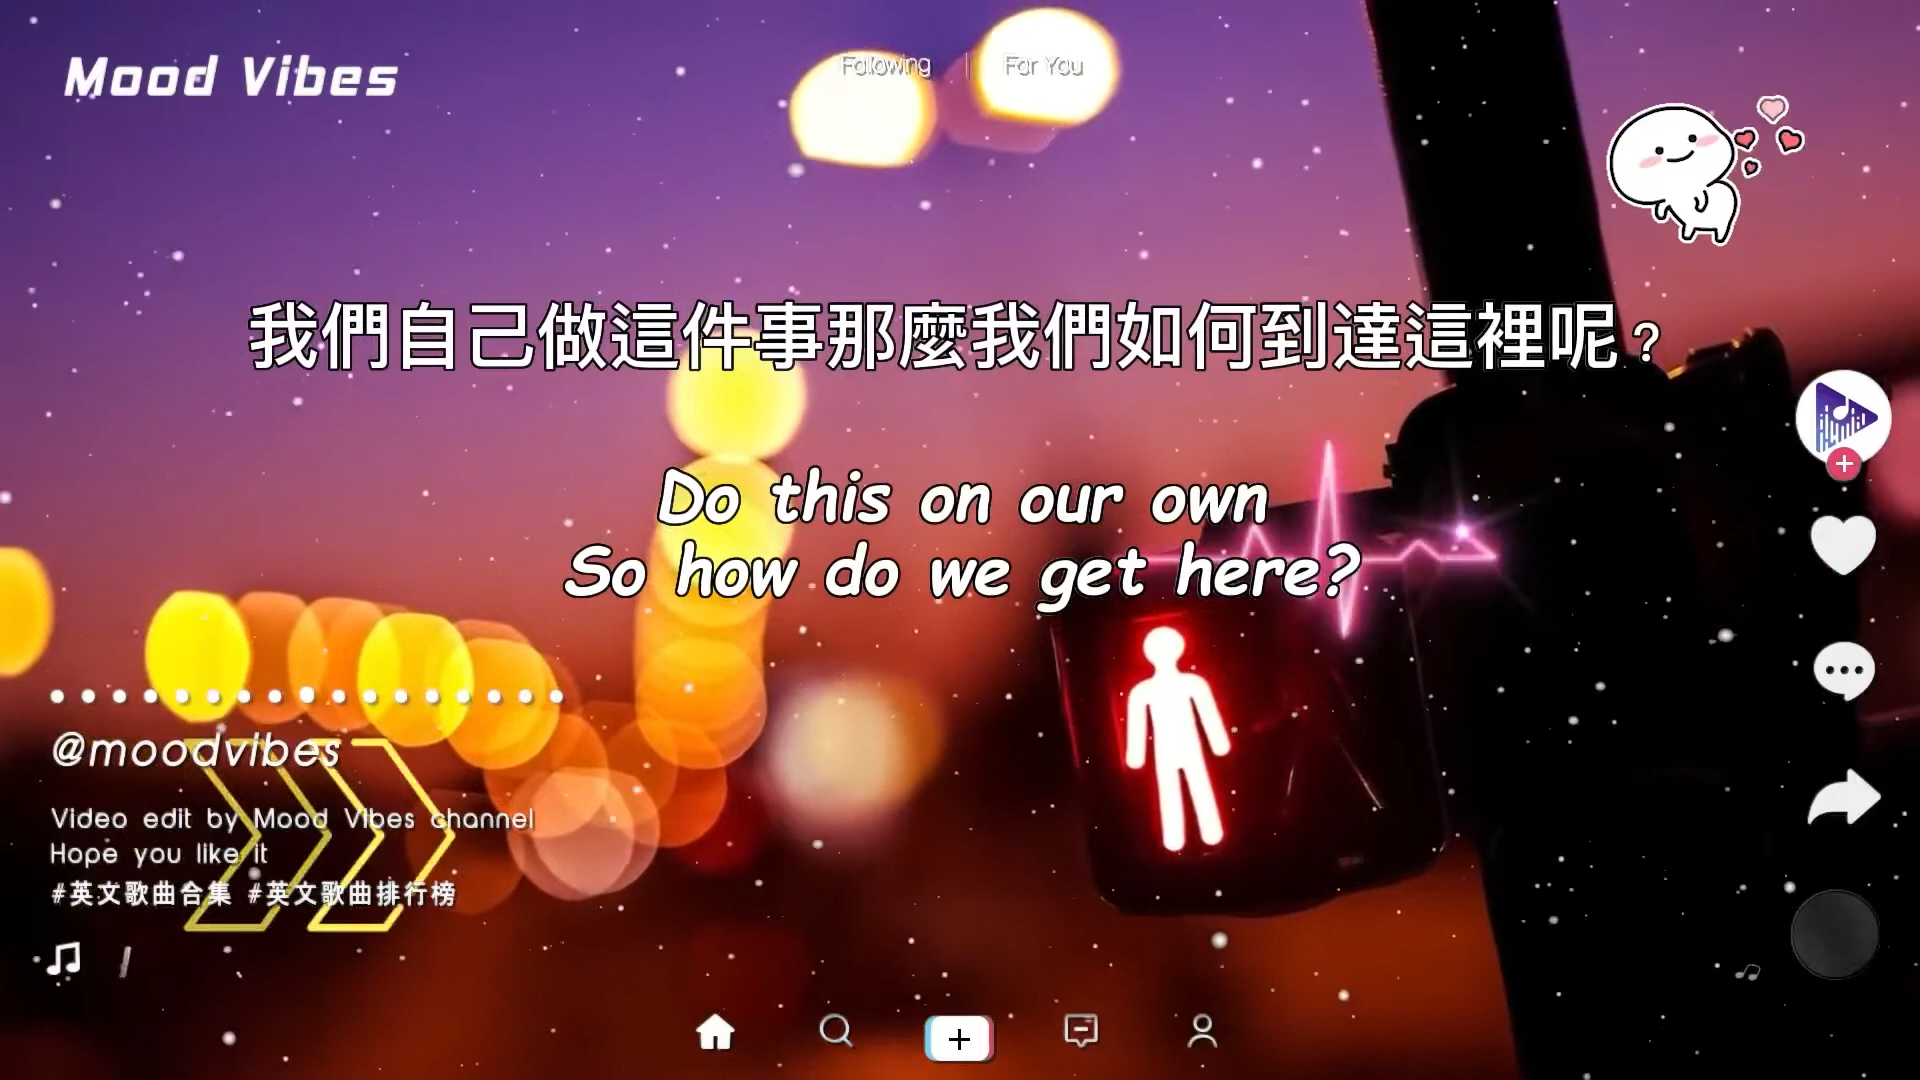 Mood Vibes
Following | For You
我們自己做這件事那麼我們如何到達這裡呢？
Do this on our own
So how do we get here?
@moodvibes
Video edit by Mood Vibes channel
Hope you like it
#英文歌曲合集 #英文歌曲排行榜